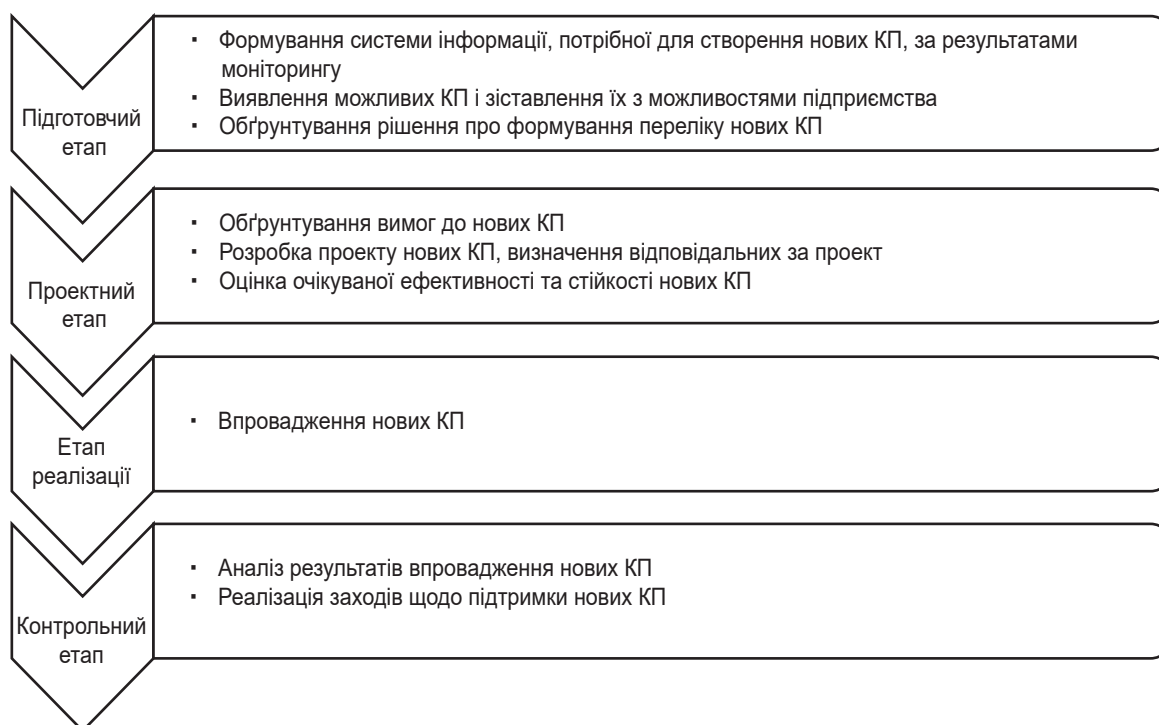 Підготовчий
етап
· Формування системи інформації, потрібної для створення нових КП, за результатами
моніторингу
· Виявлення можливих КП і зіставлення їх з можливостями підприємства
· Обґрунтування рішення про формування переліку нових КП
Проектний
етап
· Обґрунтування вимог до нових КП
· Розробка проекту нових КП, визначення відповідальних за проект
· Оцінка очікуваної ефективності та стійкості нових КП
Етап
реалізації
· Впровадження нових КП
Контрольний
етап
· Аналіз результатів впровадження нових КП
· Реалізація заходів щодо підтримки нових КП